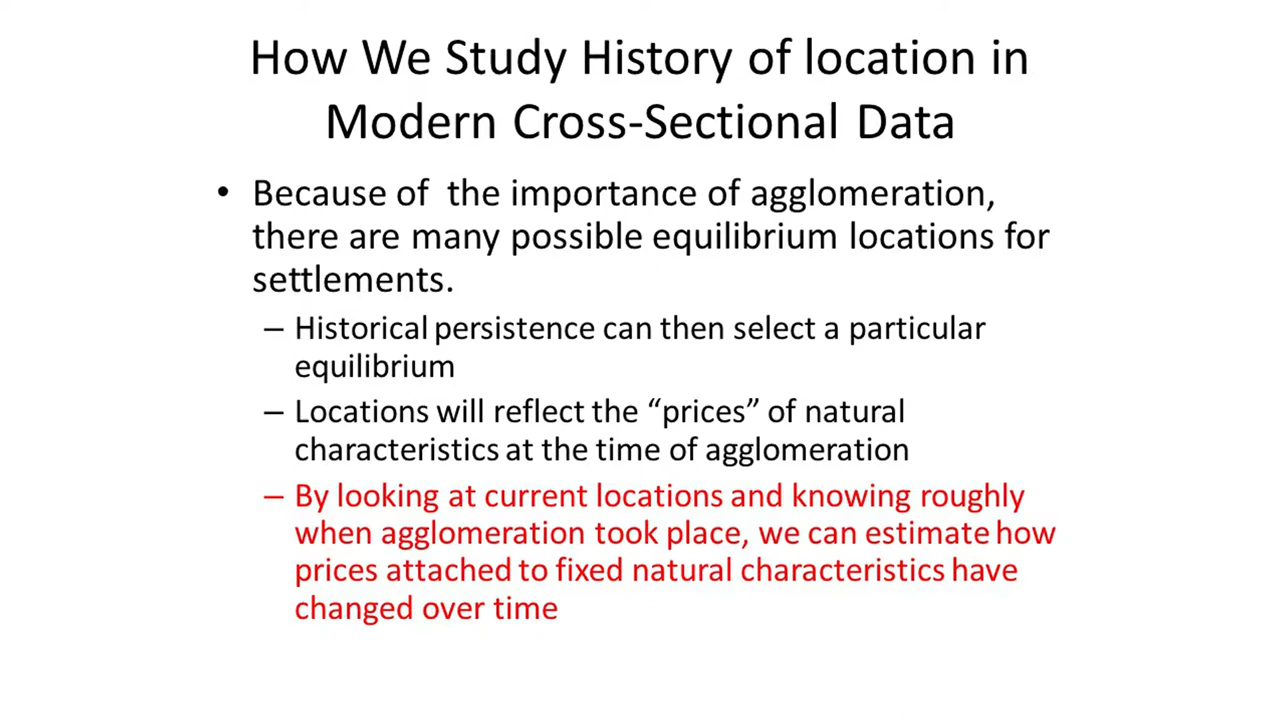 How We Study History of location in
Modern Cross-Sectional Data
• Because of the importance of agglomeration,
there are many possible equilibrium locations for
settlements.
– Historical persistence can then select a particular
equilibrium
– Locations will reflect the “prices” of natural
characteristics at the time of agglomeration
– By looking at current locations and knowing roughly
when agglomeration took place, we can estimate how
prices attached to fixed natural characteristics have
changed over time